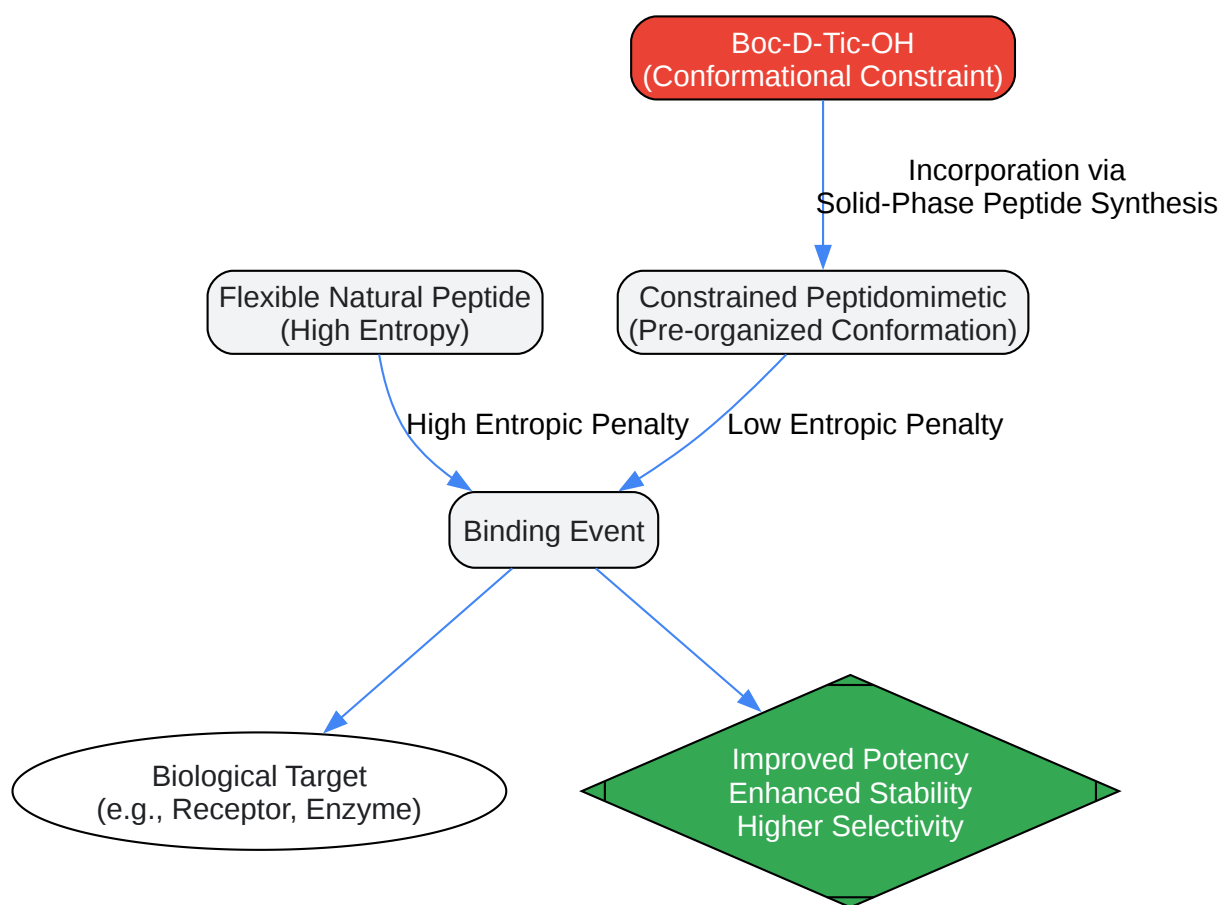 Boc-D-Tic-OH
(Conformational Constraint)
Incorporation via
Solid-Phase Peptide Synthesis
Flexible Natural Peptide
(High Entropy)
Constrained Peptidomimetic
(Pre-organized Conformation)
High Entropic Penalty
Low Entropic Penalty
Binding Event
Biological Target
(e.g., Receptor, Enzyme)
Improved Potency
Enhanced Stability
Higher Selectivity